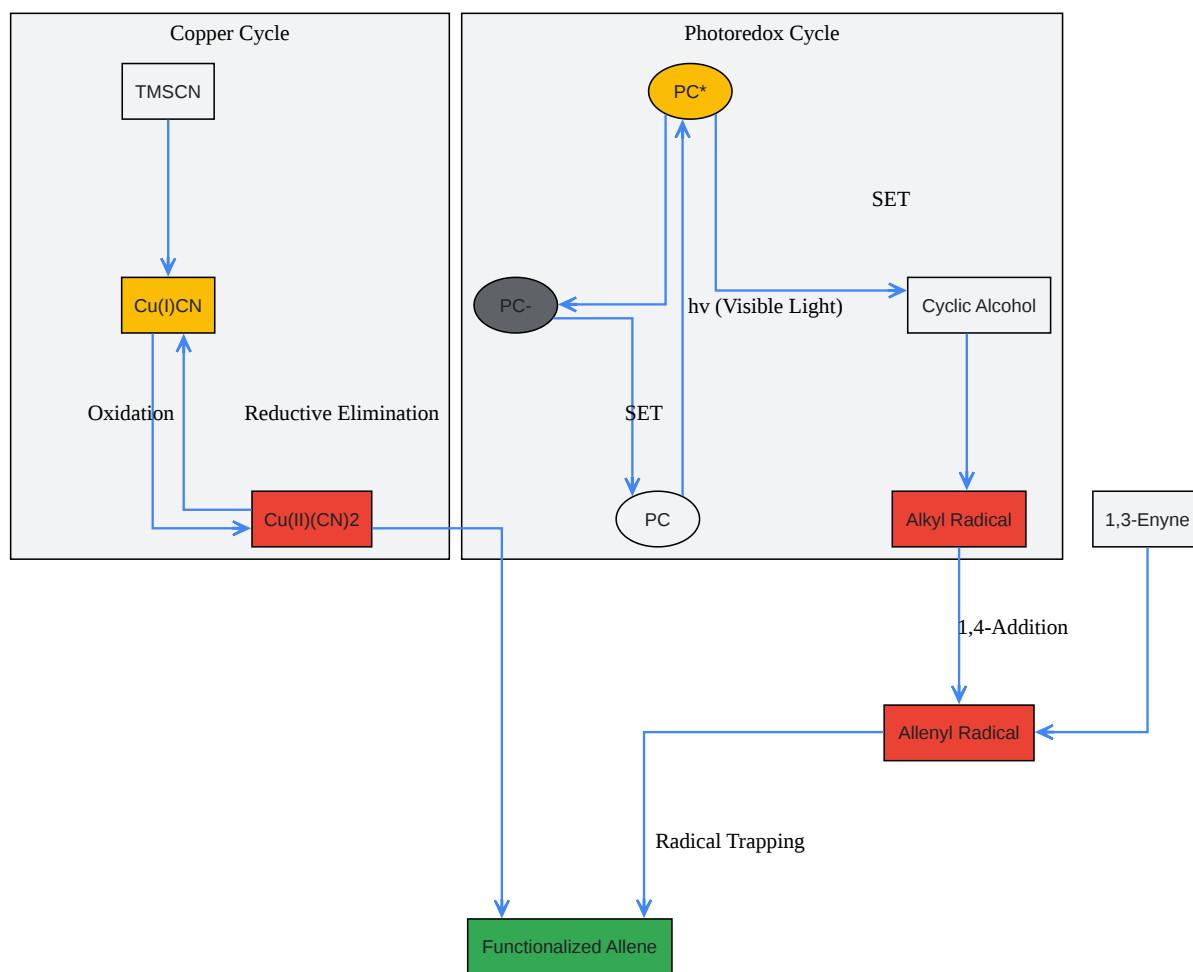 Copper Cycle
Photoredox Cycle
TMSCN
PC*
SET
Cu(I)CN
PC-
hv (Visible Light)
Cyclic Alcohol
Oxidation
Reductive Elimination
SET
Cu(II)(CN)2
PC
Alkyl Radical
1,3-Enyne
1,4-Addition
Allenyl Radical
Radical Trapping
Functionalized Allene